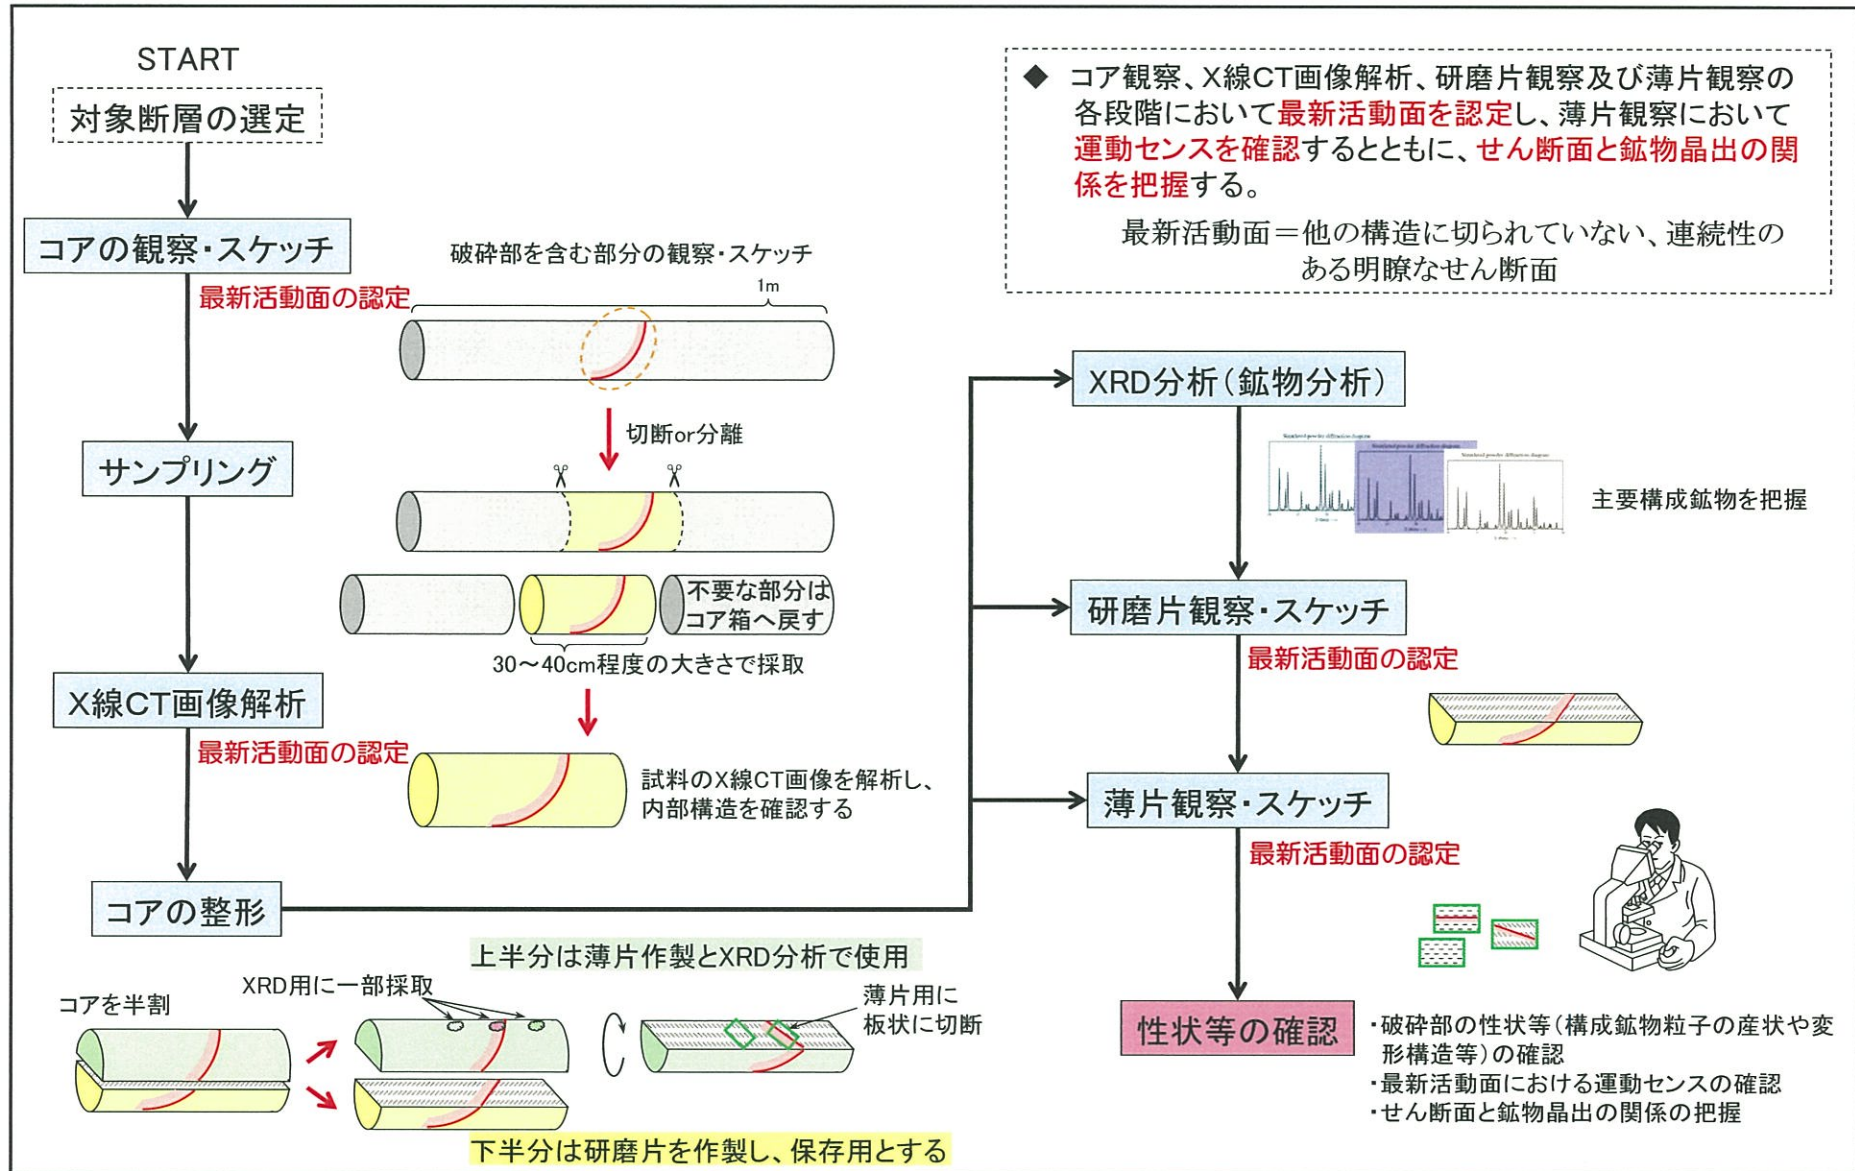 START
対象断層の選定
コアの観察・スケッチ
最新活動面の認定
破砕部を含む部分の観察・スケッチ
1m
切断or分離
サンプリング
不要な部分は
コア箱へ戻す
30～40cm程度の大きさで採取
X線CT画像解析
最新活動面の認定
試料のX線CT画像を解析し、
内部構造を確認する
コアの整形
上半分は薄片作製とXRD分析で使用
コアを半割
XRD用に一部採取
薄片用に
板状に切断
下半分は研磨片を作製し、保存用とする
◆ コア観察、X線CT画像解析、研磨片観察及び薄片観察の
各段階において最新活動面を認定し、薄片観察において
運動センスを確認するとともに、せん断面と鉱物晶出の関
係を把握する。
最新活動面＝他の構造に切られていない、連続性の
ある明瞭なせん断面
XRD分析（鉱物分析）
Simulated powder diffraction diagram
Simulated powder diffraction diagram
Simulated powder diffraction diagram
主要構成鉱物を把握
研磨片観察・スケッチ
最新活動面の認定
薄片観察・スケッチ
最新活動面の認定
性状等の確認
・破砕部の性状等（構成鉱物粒子の産状や変
形構造等）の確認
・最新活動面における運動センスの確認
・せん断面と鉱物晶出の関係の把握